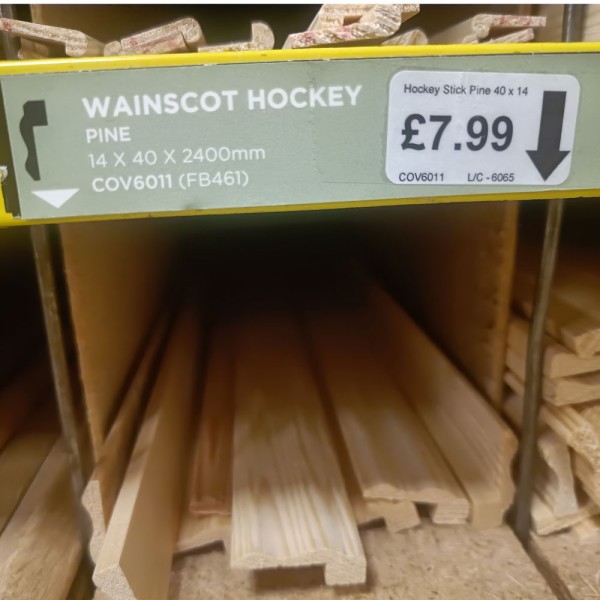 WAINSCOT HOCKEY
PINE
14 X 40 X 2400mm
COV6011 (FB461)
Hockey Stick Pine 40 x 14
£7.99
COV6011 L/C - 6065